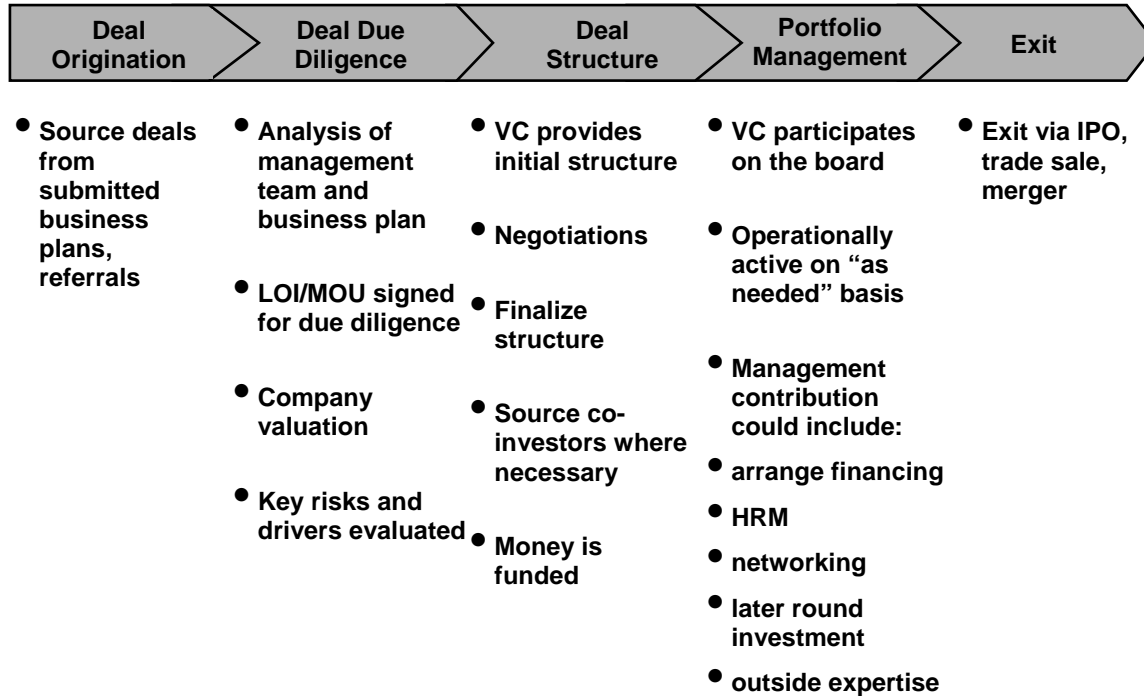 Deal
Origination
Deal Due
Diligence
Deal
Structure
Portfolio
Management
Exit
• Source deals
from
submitted
business
plans,
referrals
• Analysis of
management
team and
business plan
• LOI/MOU signed
for due diligence
• Company
valuation
• Key risks and
drivers evaluated
• VC provides
initial structure
• Negotiations
• Finalize
structure
• Source co-
investors where
necessary
• Money is
funded
• VC participates
on the board
• Operationally
active on “as
needed” basis
• Management
contribution
could include:
• arrange financing
• HRM
• networking
• later round
investment
• outside expertise
• Exit via IPO,
trade sale,
merger